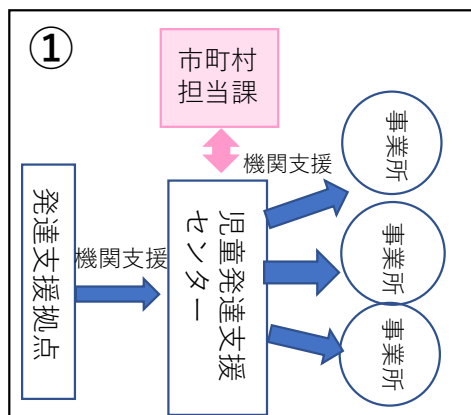 ①
市町村
担当課
機関支援
事業所
発達支援拠点
機関支援
児童発達支援
センター
事業所
事業所